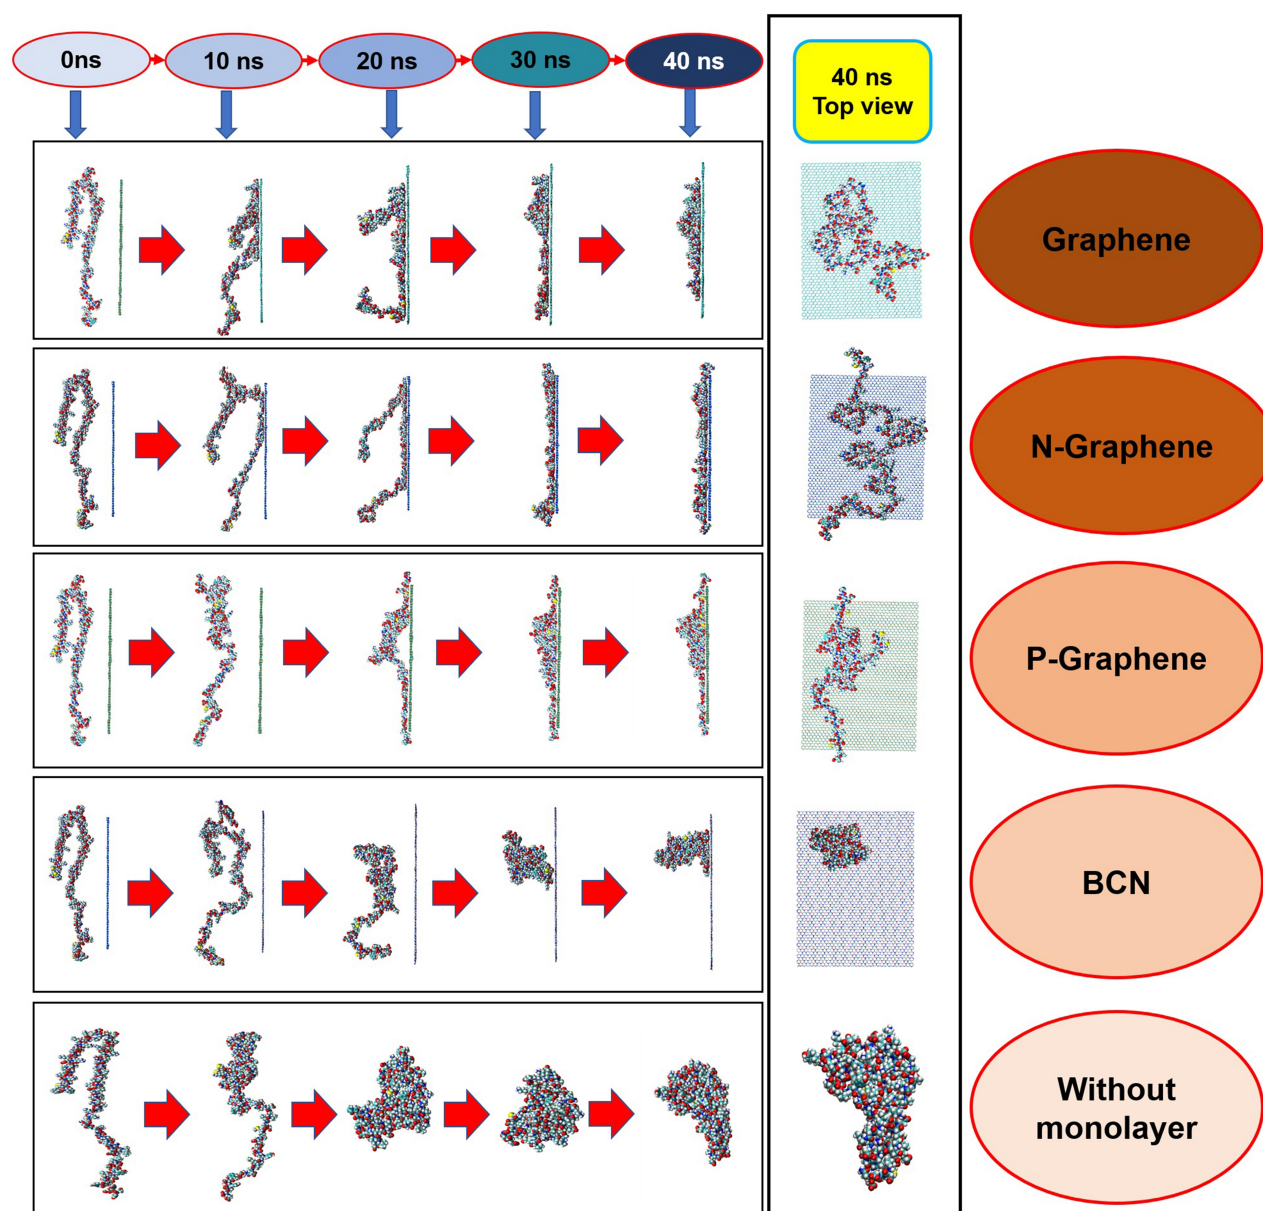 0ns
10 ns
20 ns
30 ns
40 ns
40 ns
Top view
Graphene
N-Graphene
P-Graphene
BCN
Without
monolayer